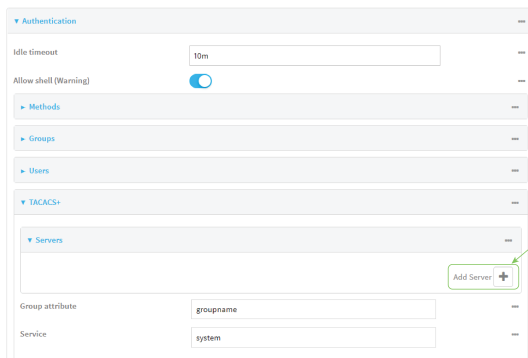 Authentication
Idle timeout 10m
Allow shell (Warning)
Methods
Groups
Users
TACACS+
Servers
Add Server
Group attribute groupname
Service system